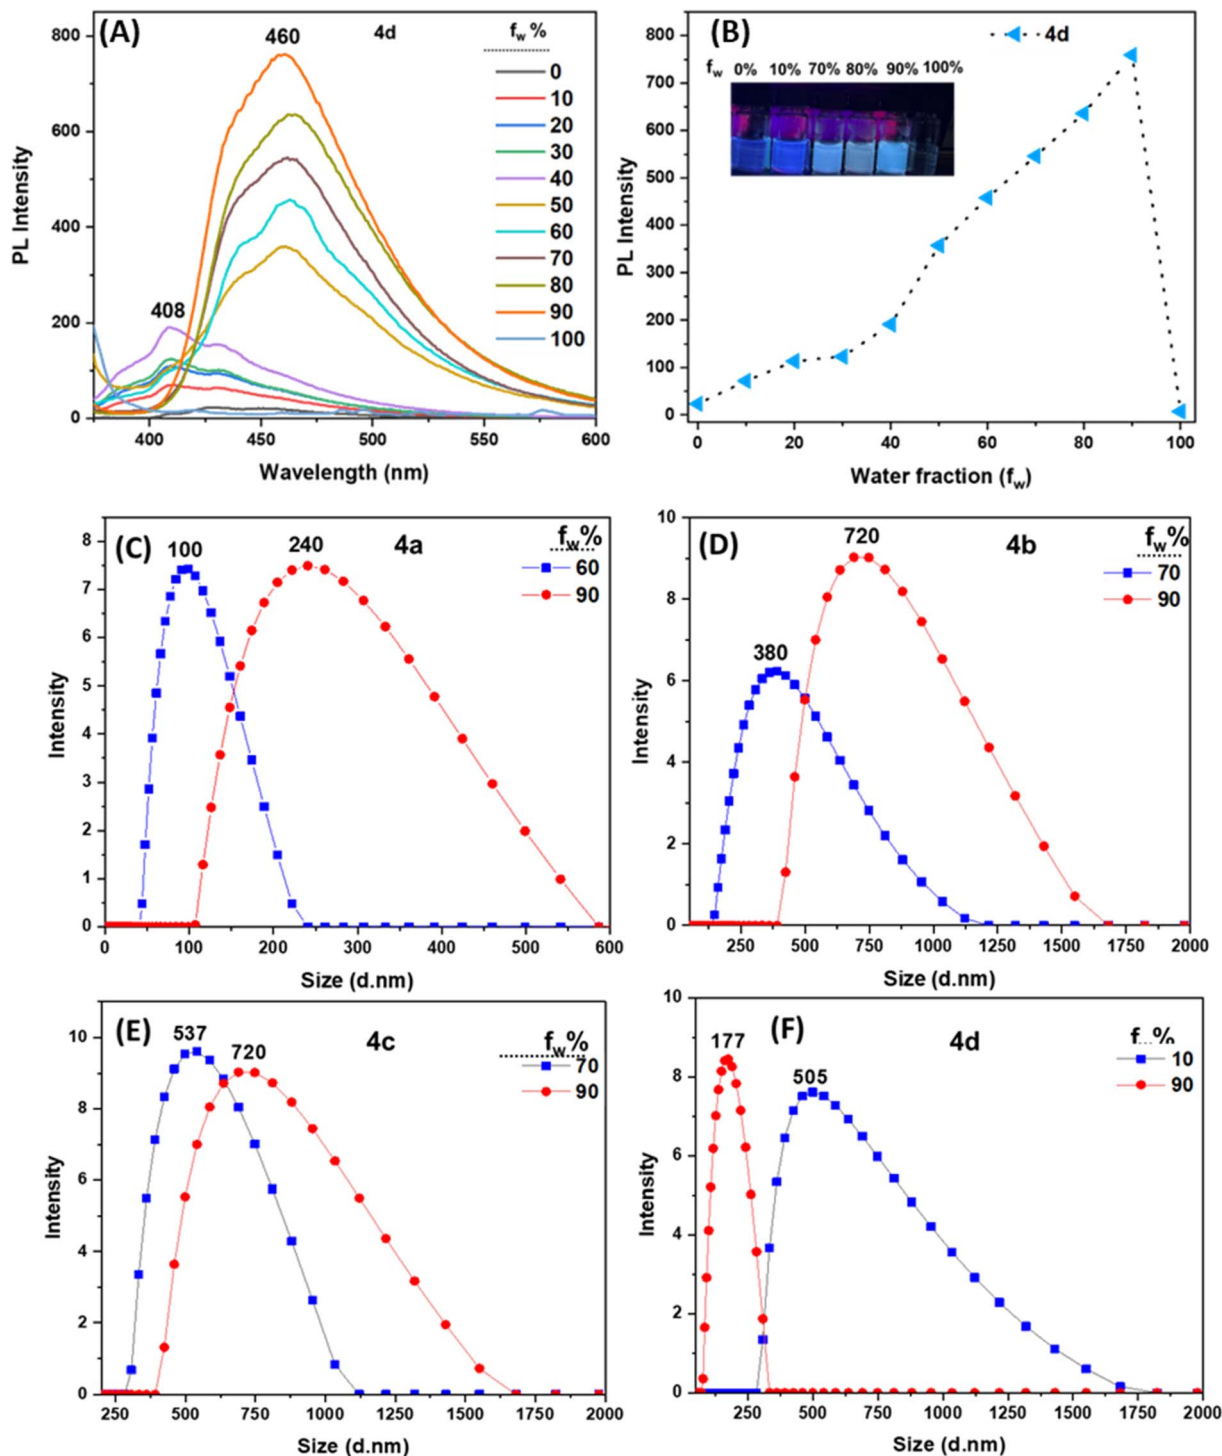 (A)
460
4d
f_w %
408
0
10
20
30
40
50
60
70
80
90
100
800
600
400
200
0
400 450 500 550 600
PL Intensity
Wavelength (nm)
(B)
4d
f_w 0% 10% 70% 80% 90% 100%
800
700
600
500
400
300
200
100
0
0 20 40 60 80 100
PL Intensity
Water fraction (f_w)
(C)
100
240
4a
f_w%
60
90
8
7
6
5
4
3
2
1
0
0 100 200 300 400 500 600
Intensity
Size (d.nm)
(D)
720
4b
f_w%
70
90
380
10
8
6
4
2
0
250 500 750 1000 1250 1500 1750 2000
Intensity
Size (d.nm)
(E)
537
720
4c
f_w%
70
90
10
8
6
4
2
0
250 500 750 1000 1250 1500 1750 2000
Intensity
Size (d.nm)
177
(F)
4d
505
f %
10
90
10
8
6
4
2
0
250 500 750 1000 1250 1500 1750 2000
Intensity
Size (d.nm)